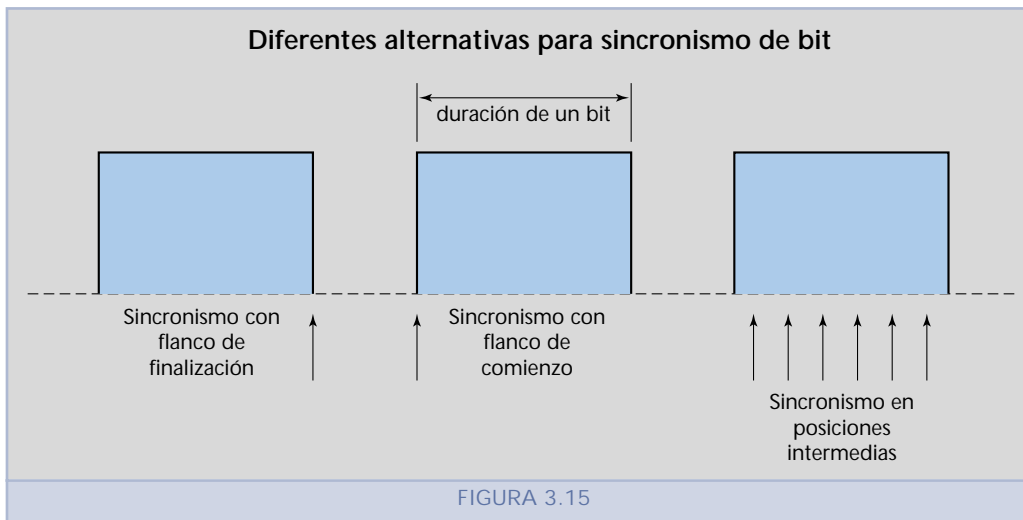 Diferentes alternativas para sincronismo de bit
duración de un bit
Sincronismo con
flanco de
finalización
Sincronismo con
flanco de
comienzo
Sincronismo en
posiciones
intermedias
FIGURA 3.15